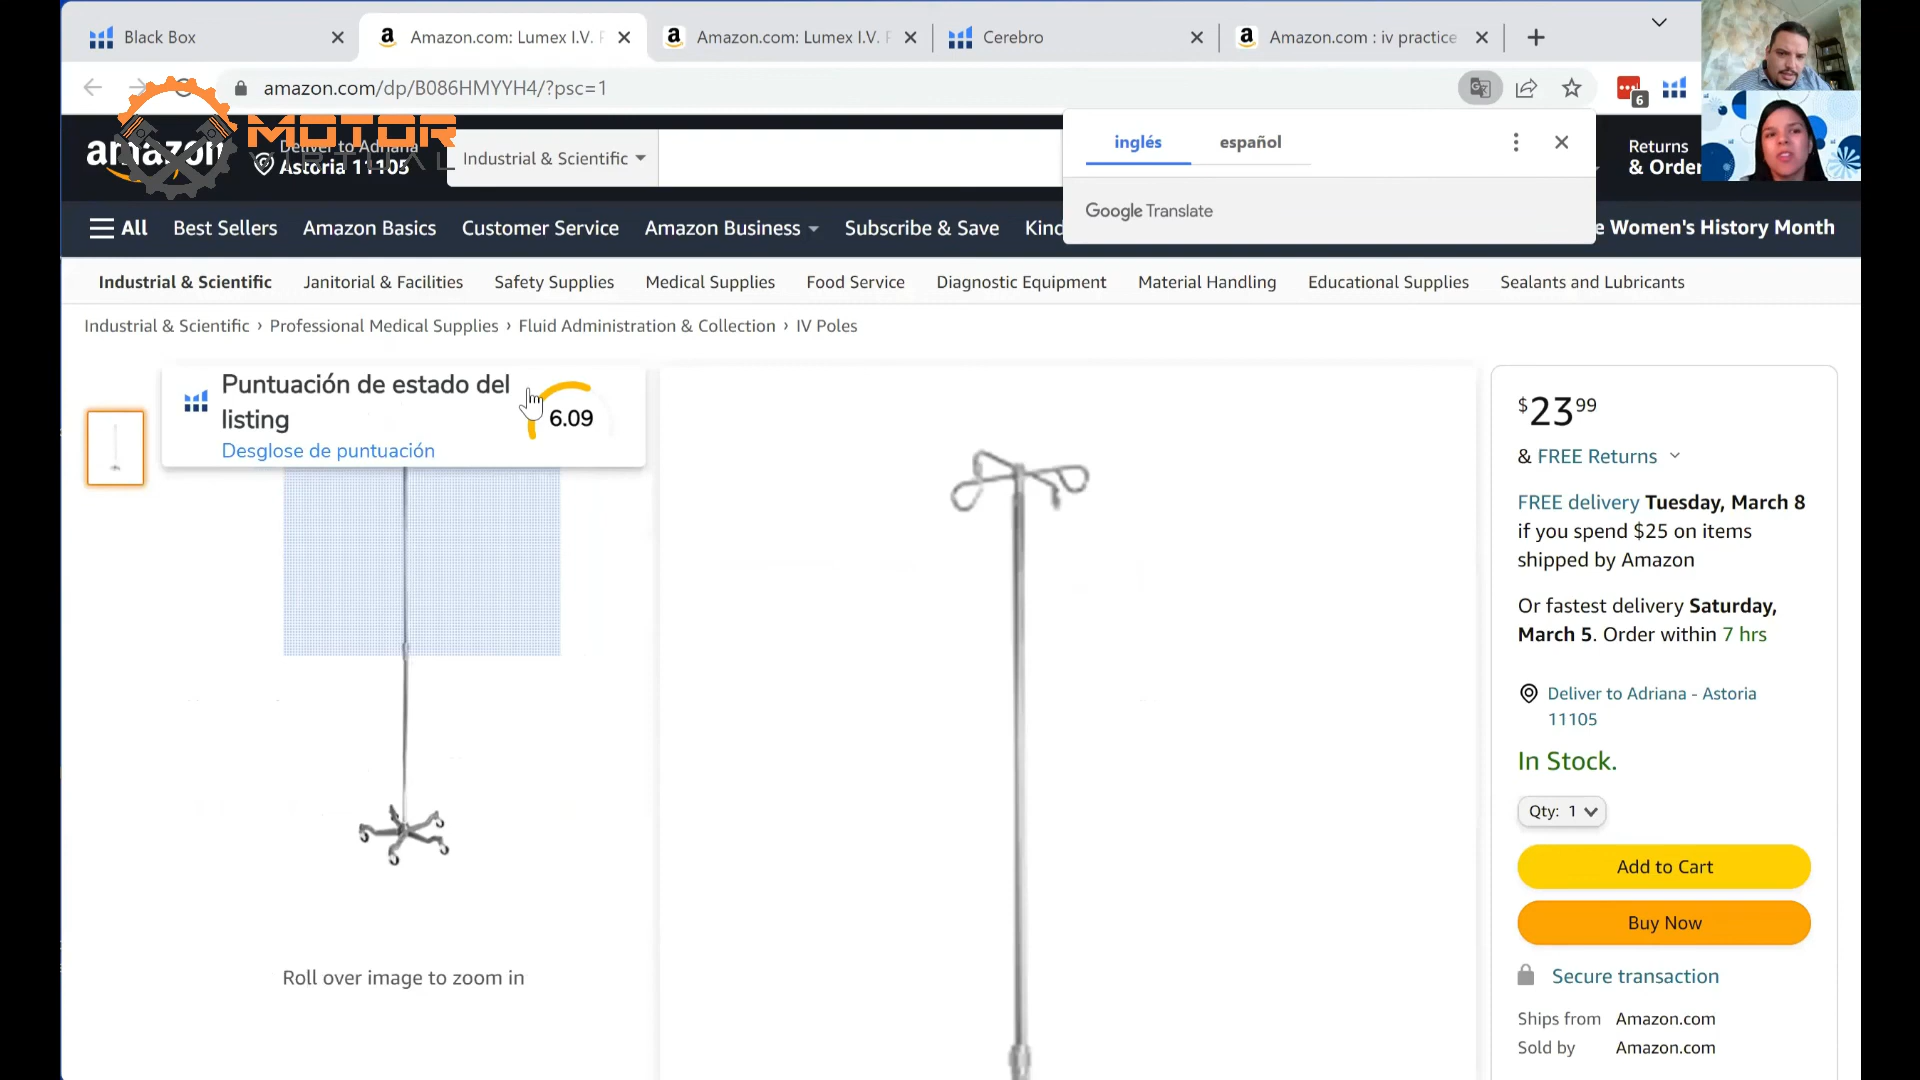 Black Box
Amazon.com: Lumex I.V.
Amazon.com: Lumex I.V.
Cerebro
Amazon.com : iv practice
amazon.com/dp/B086HMYYH4/?psc=1
6
MOTOR
VIRTUAL
amazon
Deliver to Adriana
Astoria 11105
Industrial & Scientific
inglés
español
Google Translate
Returns
& Order
All
Best Sellers
Amazon Basics
Customer Service
Amazon Business
Subscribe & Save
Kind
e Women's History Month
Industrial & Scientific
Janitorial & Facilities
Safety Supplies
Medical Supplies
Food Service
Diagnostic Equipment
Material Handling
Educational Supplies
Sealants and Lubricants
Industrial & Scientific › Professional Medical Supplies › Fluid Administration & Collection › IV Poles
Puntuación de estado del
listing
Desglose de puntuación
6.09
Roll over image to zoom in
$23 99
& FREE Returns
FREE delivery Tuesday, March 8
if you spend $25 on items
shipped by Amazon
Or fastest delivery Saturday,
March 5. Order within 7 hrs
Deliver to Adriana - Astoria
11105
In Stock.
Qty: 1
Add to Cart
Buy Now
Secure transaction
Ships from Amazon.com
Sold by Amazon.com